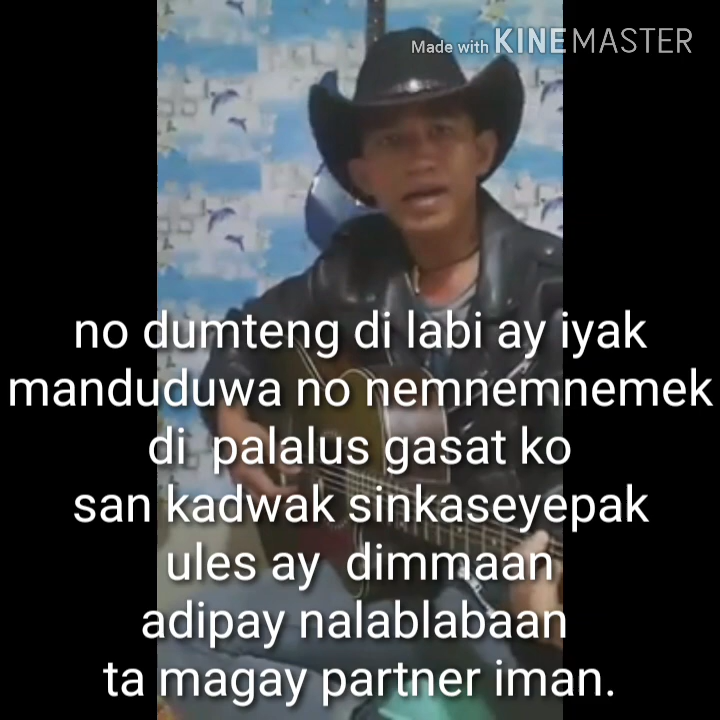 Made with KINEMASTER
no dumteng di labi ay iyak
manduduwa no nemnemnemek
di palalus gasat ko
san kadwak sinkaseyepak
ules ay dimmaan
adipay nalablabaan
ta magay partner iman.